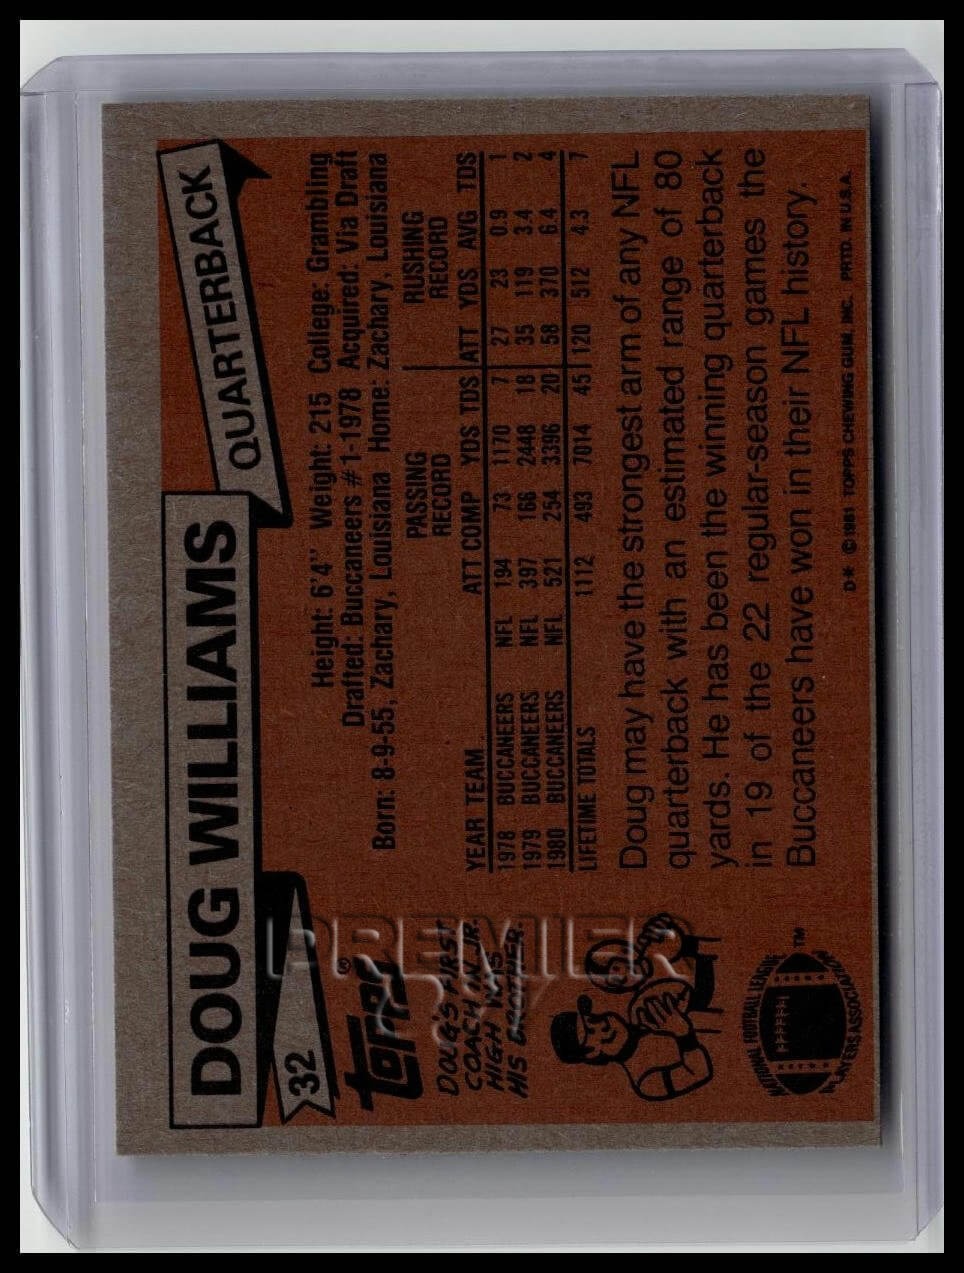 DOUG WILLIAMS
QUARTERBACK
32
Topps®
DOUG'S FIRST
COACH IN JR.
HIGH WAS
HIS BROTHER.
Height: 6'4" Weight: 215 College: Grambling
Drafted: Buccaneers #1-1978 Acquired: Via Draft
Born: 8-9-55, Zachary, Louisiana Home: Zachary, Louisiana
PASSING RECORD RUSHING RECORD
YEAR TEAM ATT COMP YDS TDS ATT YDS AVG TDS
1978 BUCCANEERS NFL 194 73 1170 7 27 23 0.9 1
1979 BUCCANEERS NFL 397 166 2448 18 35 119 3.4 2
1980 BUCCANEERS NFL 521 254 3396 20 58 370 6.4 4
LIFETIME TOTALS 1112 493 7014 45 120 512 4.3 7
Doug may have the strongest arm of any NFL
quarterback with an estimated range of 80
yards. He has been the winning quarterback
in 19 of the 22 regular-season games the
Buccaneers have won in their NFL history.
NATIONAL FOOTBALL LEAGUE
PLAYERS ASSOCIATION
TM
NFLPA
D* © 1981 TOPPS CHEWING GUM, INC. PRTD. IN U.S.A.
PREMIER